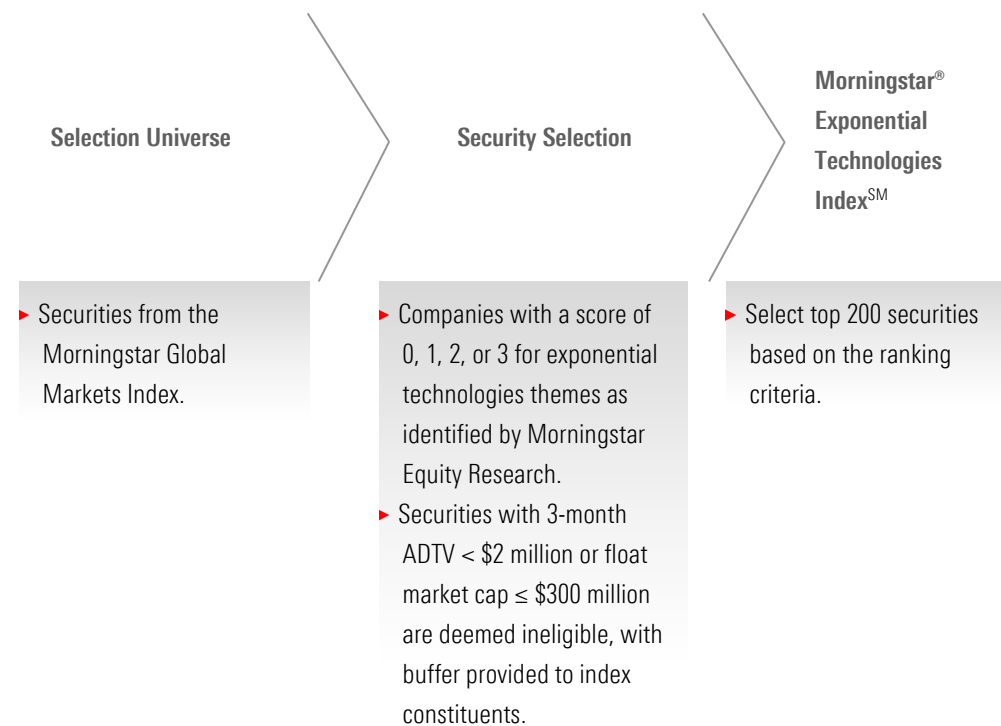 Selection Universe
Security Selection
Morningstar®
Exponential
Technologies
Index℠
► Securities from the
Morningstar Global
Markets Index.
► Companies with a score of
0, 1, 2, or 3 for exponential
technologies themes as
identified by Morningstar
Equity Research.
► Securities with 3-month
ADTV < $2 million or float
market cap ≤ $300 million
are deemed ineligible, with
buffer provided to index
constituents.
► Select top 200 securities
based on the ranking
criteria.